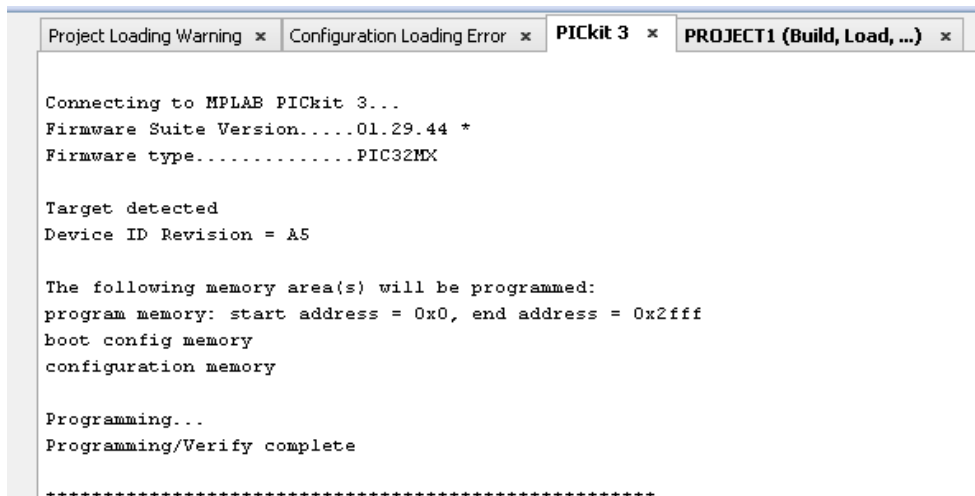 Project Loading Warning × Configuration Loading Error × PICkit 3 × PROJECT1 (Build, Load, ...) ×
Connecting to MPLAB PICkit 3...
Firmware Suite Version.....01.29.44 *
Firmware type..............PIC32MX
Target detected
Device ID Revision = A5
The following memory area(s) will be programmed:
program memory: start address = 0x0, end address = 0x2fff
boot config memory
configuration memory
Programming...
Programming/Verify complete
*****************************************************